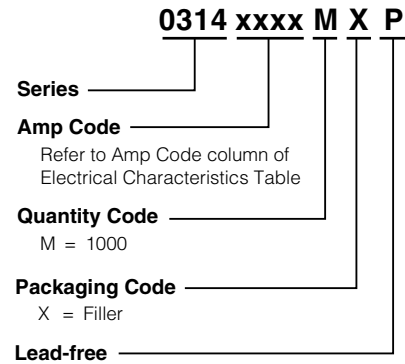 0314 xxxx M X P
Series
Amp Code
Refer to Amp Code column of
Electrical Characteristics Table
Quantity Code
M = 1000
Packaging Code
X = Filler
Lead-free